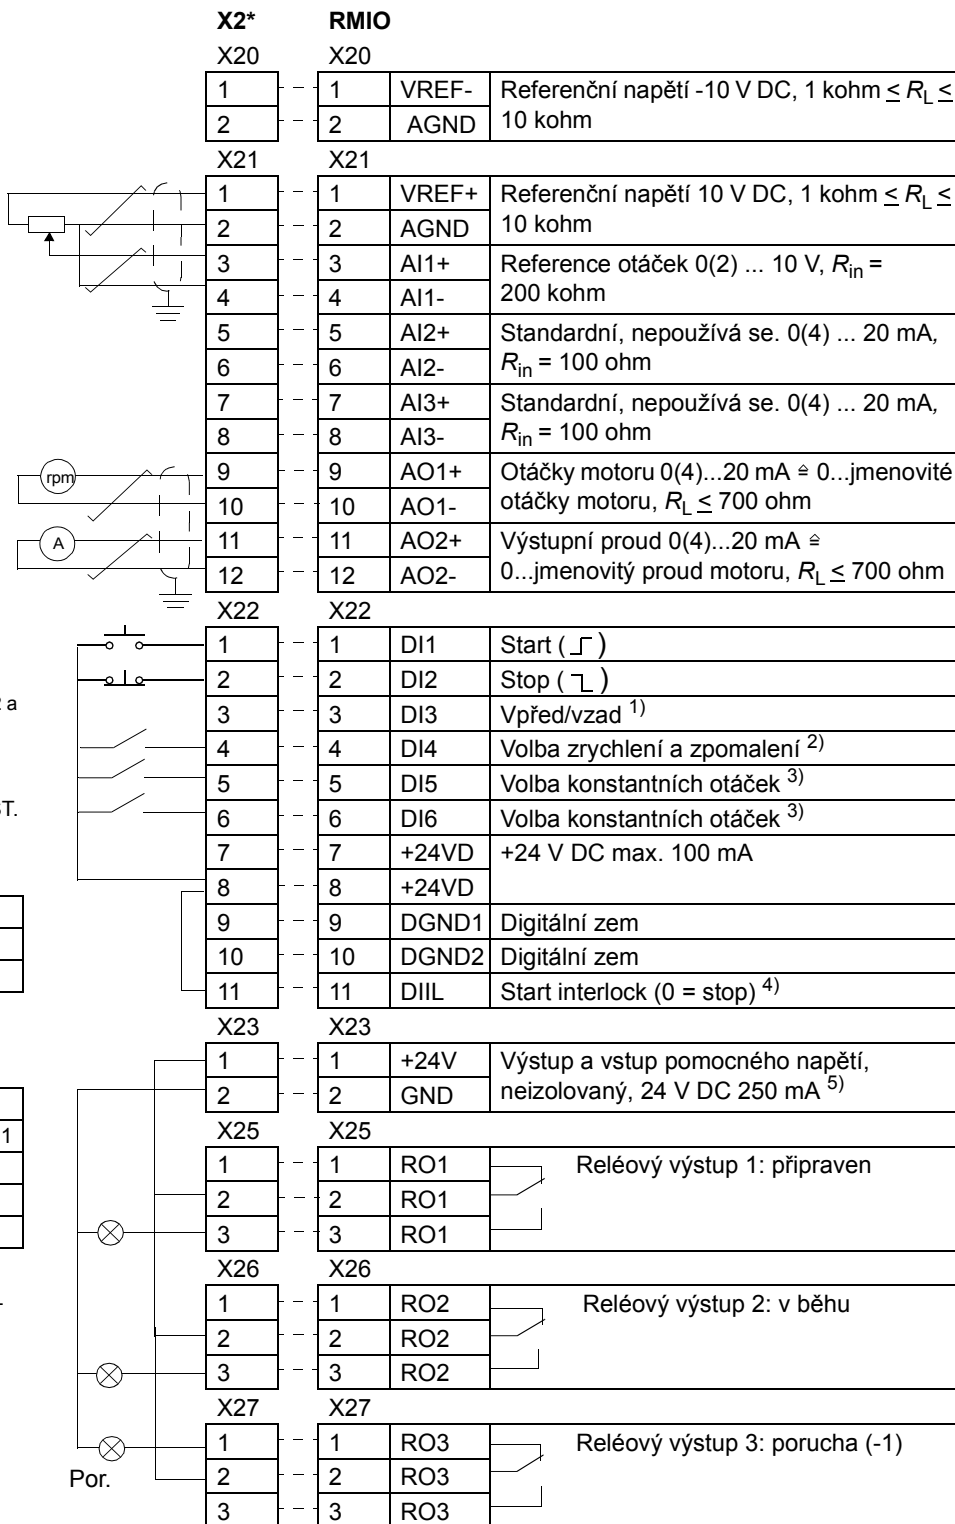 X2* RMIO
X20 X20
1 1 VREF- Referenční napětí -10 V DC, 1 kohm ≤ RL ≤
2 2 AGND 10 kohm
X21 X21
1 1 VREF+ Referenční napětí 10 V DC, 1 kohm ≤ RL ≤
2 2 AGND 10 kohm
3 3 AI1+ Reference otáček 0(2) ... 10 V, Rin =
4 4 AI1- 200 kohm
5 5 AI2+ Standardní, nepoužívá se. 0(4) ... 20 mA,
6 6 AI2- Rin = 100 ohm
7 7 AI3+ Standardní, nepoužívá se. 0(4) ... 20 mA,
8 8 AI3- Rin = 100 ohm
rpm 9 9 AO1+ Otáčky motoru 0(4)...20 mA ≙ 0...jmenovité
10 10 AO1- otáčky motoru, RL ≤ 700 ohm
A 11 11 AO2+ Výstupní proud 0(4)...20 mA ≙
12 12 AO2- 0...jmenovitý proud motoru, RL ≤ 700 ohm
X22 X22
1 1 DI1 Start ( )
2 2 DI2 Stop ( )
a 3 3 DI3 Vpřed/vzad 1)
4 4 DI4 Volba zrychlení a zpomalení 2)
5 5 DI5 Volba konstantních otáček 3)
T. 6 6 DI6 Volba konstantních otáček 3)
7 7 +24VD +24 V DC max. 100 mA
8 8 +24VD
9 9 DGND1 Digitální zem
10 10 DGND2 Digitální zem
11 11 DIIL Start interlock (0 = stop) 4)
X23 X23
1 1 +24V Výstup a vstup pomocného napětí,
2 2 GND neizolovaný, 24 V DC 250 mA 5)
1 X25 X25
1 1 RO1 Reléový výstup 1: připraven
2 2 RO1
3 3 RO1
X26 X26
1 1 RO2 Reléový výstup 2: v běhu
2 2 RO2
3 3 RO2
X27 X27
1 1 RO3 Reléový výstup 3: porucha (-1)
Por. 2 2 RO3
3 3 RO3